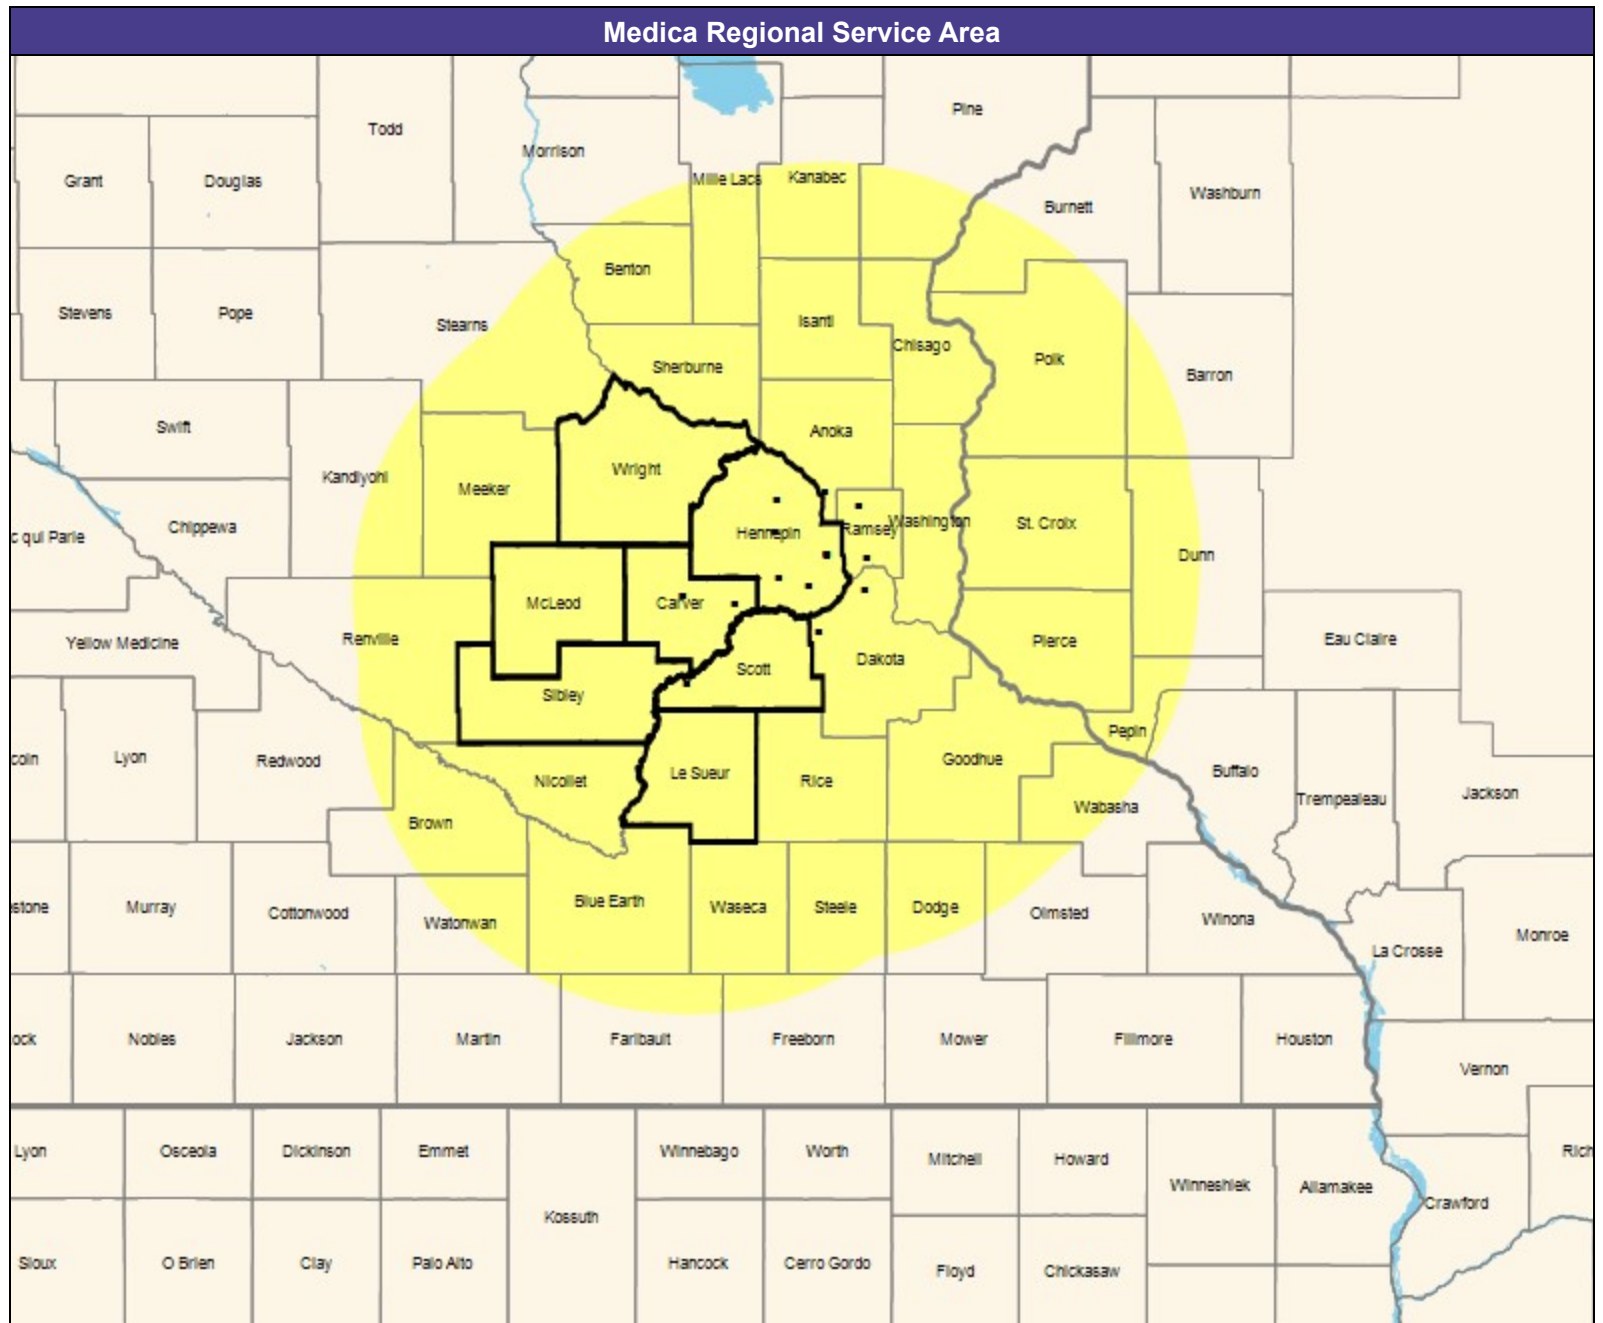 Medica Regional Service Area
Pine
Todd
Morrison
Grant
Douglas
Mille Lacs
Kanabec
Washburn
Burnett
Benton
Stevens
Pope
Stearns
Isanti
Chisago
Polk
Sherburne
Barron
Swift
Anoka
Wright
Kandiyohi
Meeker
Chippewa
Hennepin
Ramsey
Washington
St. Croix
c qui Parle
Dunn
McLeod
Carver
Renville
Yellow Medicine
Pierce
Eau Claire
Dakota
Scott
Sibley
Pepin
coln
Lyon
Redwood
Goodhue
Buffalo
Le Sueur
Nicollet
Rice
Jackson
Trempealeau
Wabasha
Brown
Blue Earth
stone
Murray
Cottonwood
Waseca
Steele
Dodge
Olmsted
Winona
Watonwan
Monroe
La Crosse
ock
Nobles
Jackson
Martin
Faribault
Freeborn
Mower
Fillmore
Houston
Vernon
Lyon
Osceola
Dickinson
Emmet
Winnebago
Worth
Mitchell
Howard
Rich
Winneshiek
Allamakee
Crawford
Kossuth
Sioux
O Brien
Clay
Palo Alto
Hancock
Cerro Gordo
Floyd
Chickasaw